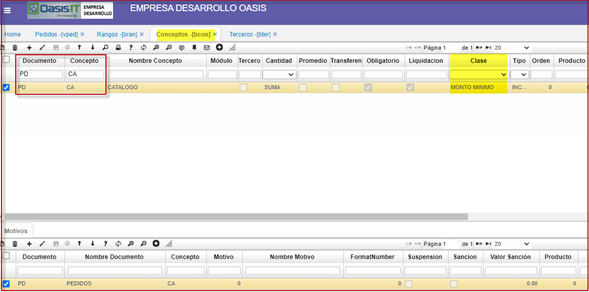 OasisIT EMPRESA DESARROLLO EMPRESA DESARROLLO OASIS
Home Pedidos -[vped] X Rangos -[bran] X Conceptos -[bcon] X Terceros -[bter] X
Página 1 de 1 20
Documento Concepto Nombre Concepto Módulo Tercero Cantidad Promedio Transferen Obligatorio Liquidacion Clase Tipo Orden Producto
PD CA
PD CA CATALOGO SUMA MONTO MINIMO INC... 0 0
Motivos
Página 1 de 1 20
Documento Nombre Documento Concepto Motivo Nombre Motivo FormatNumber Suspension Sancion Valor Sanción Producto
PD PEDIDOS CA 0 0 0.00 0